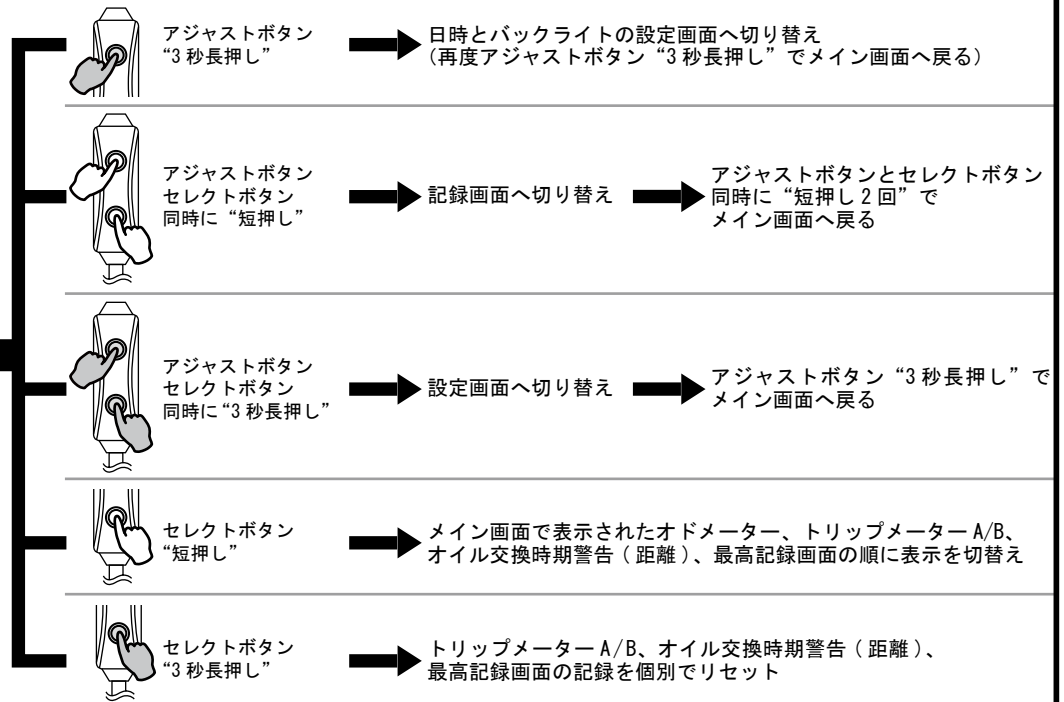 アジャストボタン
“3秒長押し”
日時とバックライトの設定画面へ切り替え
(再度アジャストボタン“3秒長押し”でメイン画面へ戻る)
アジャストボタン
セレクトボタン
同時に“短押し”
記録画面へ切り替え
アジャストボタンとセレクトボタン
同時に“短押し2回”で
メイン画面へ戻る
アジャストボタン
セレクトボタン
同時に“3秒長押し”
設定画面へ切り替え
アジャストボタン“3秒長押し”で
メイン画面へ戻る
セレクトボタン
“短押し”
メイン画面で表示されたオドメーター、トリップメーターA/B、
オイル交換時期警告(距離)、最高記録画面の順に表示を切替え
セレクトボタン
“3秒長押し”
トリップメーターA/B、オイル交換時期警告(距離)、
最高記録画面の記録を個別でリセット